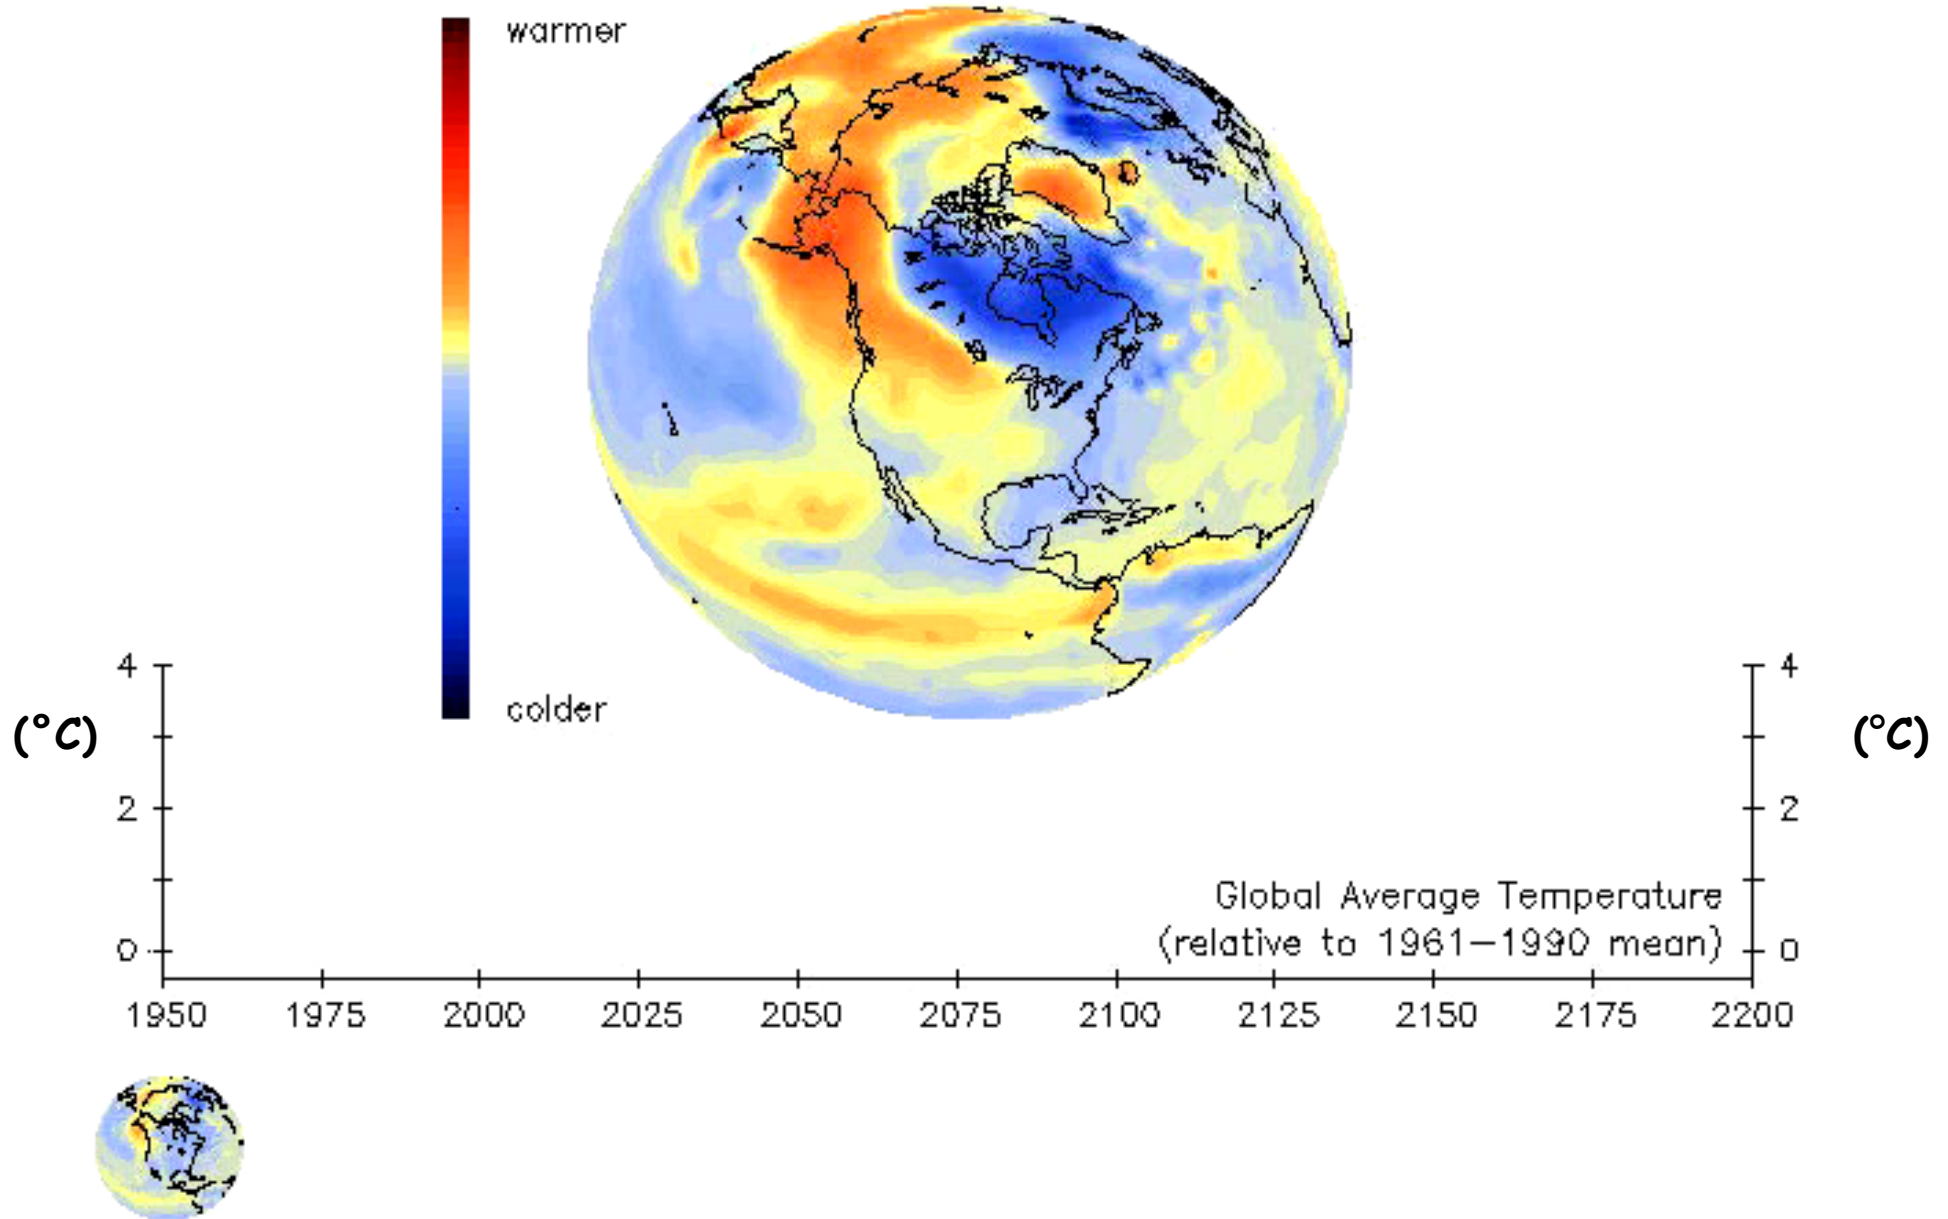 warmer
colder
4
(°C)
2
0
4
(°C)
2
0
Global Average Temperature
(relative to 1961-1990 mean)
1950 1975 2000 2025 2050 2075 2100 2125 2150 2175 2200